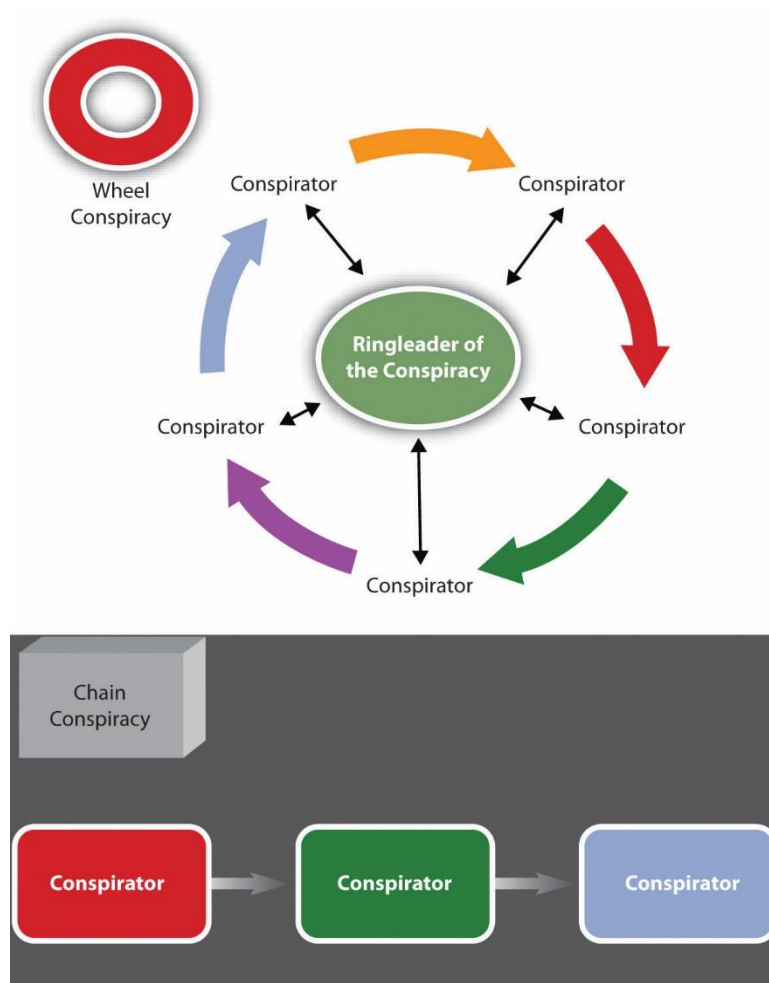 Wheel
Conspiracy
Conspirator
Conspirator
Ringleader of
the Conspiracy
Conspirator
Conspirator
Conspirator
Chain
Conspiracy
Conspirator
Conspirator
Conspirator